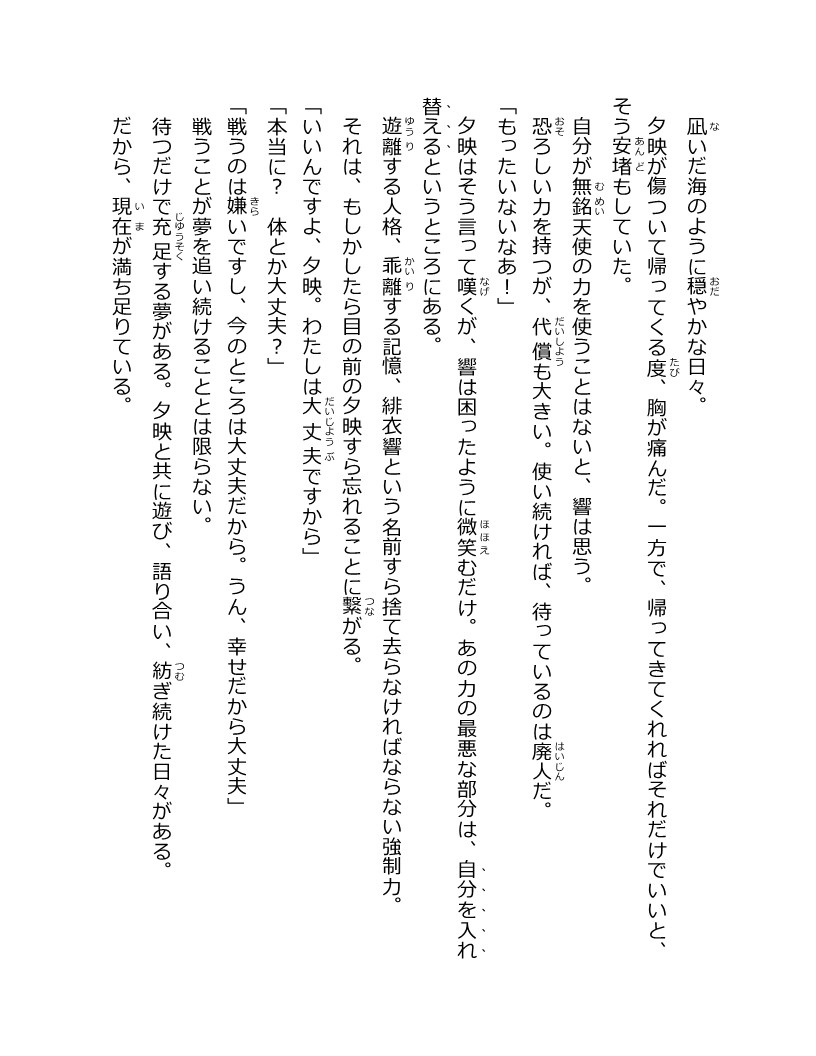 凪いだ海のように穏やかな日々。
夕映が傷ついて帰ってくる度、胸が痛んだ。一方で、帰ってきてくれればそれだけでいいと、
そう安堵もしていた。
自分が無銘天使の力を使うことはないと、響は思う。
恐ろしい力を持つが、代償も大きい。使い続ければ、待っているのは廃人だ。
「もったいないなあ！」
夕映はそう言って嘆くが、響は困ったように微笑むだけ。あの力の最悪な部分は、自分を入れ
替えるというところにある。
遊離する人格、乖離する記憶、緋衣響という名前すら捨て去らなければならない強制力。
それは、もしかしたら目の前の夕映すら忘れることに繋がる。
「いいんですよ、夕映。わたしは大丈夫ですから」
「本当に？　体とか大丈夫？」
「戦うのは嫌いですし、今のところは大丈夫だから。うん、幸せだから大丈夫」
戦うことが夢を追い続けることとは限らない。
待つだけで充足する夢がある。夕映と共に遊び、語り合い、紡ぎ続けた日々がある。
だから、現在が満ち足りている。